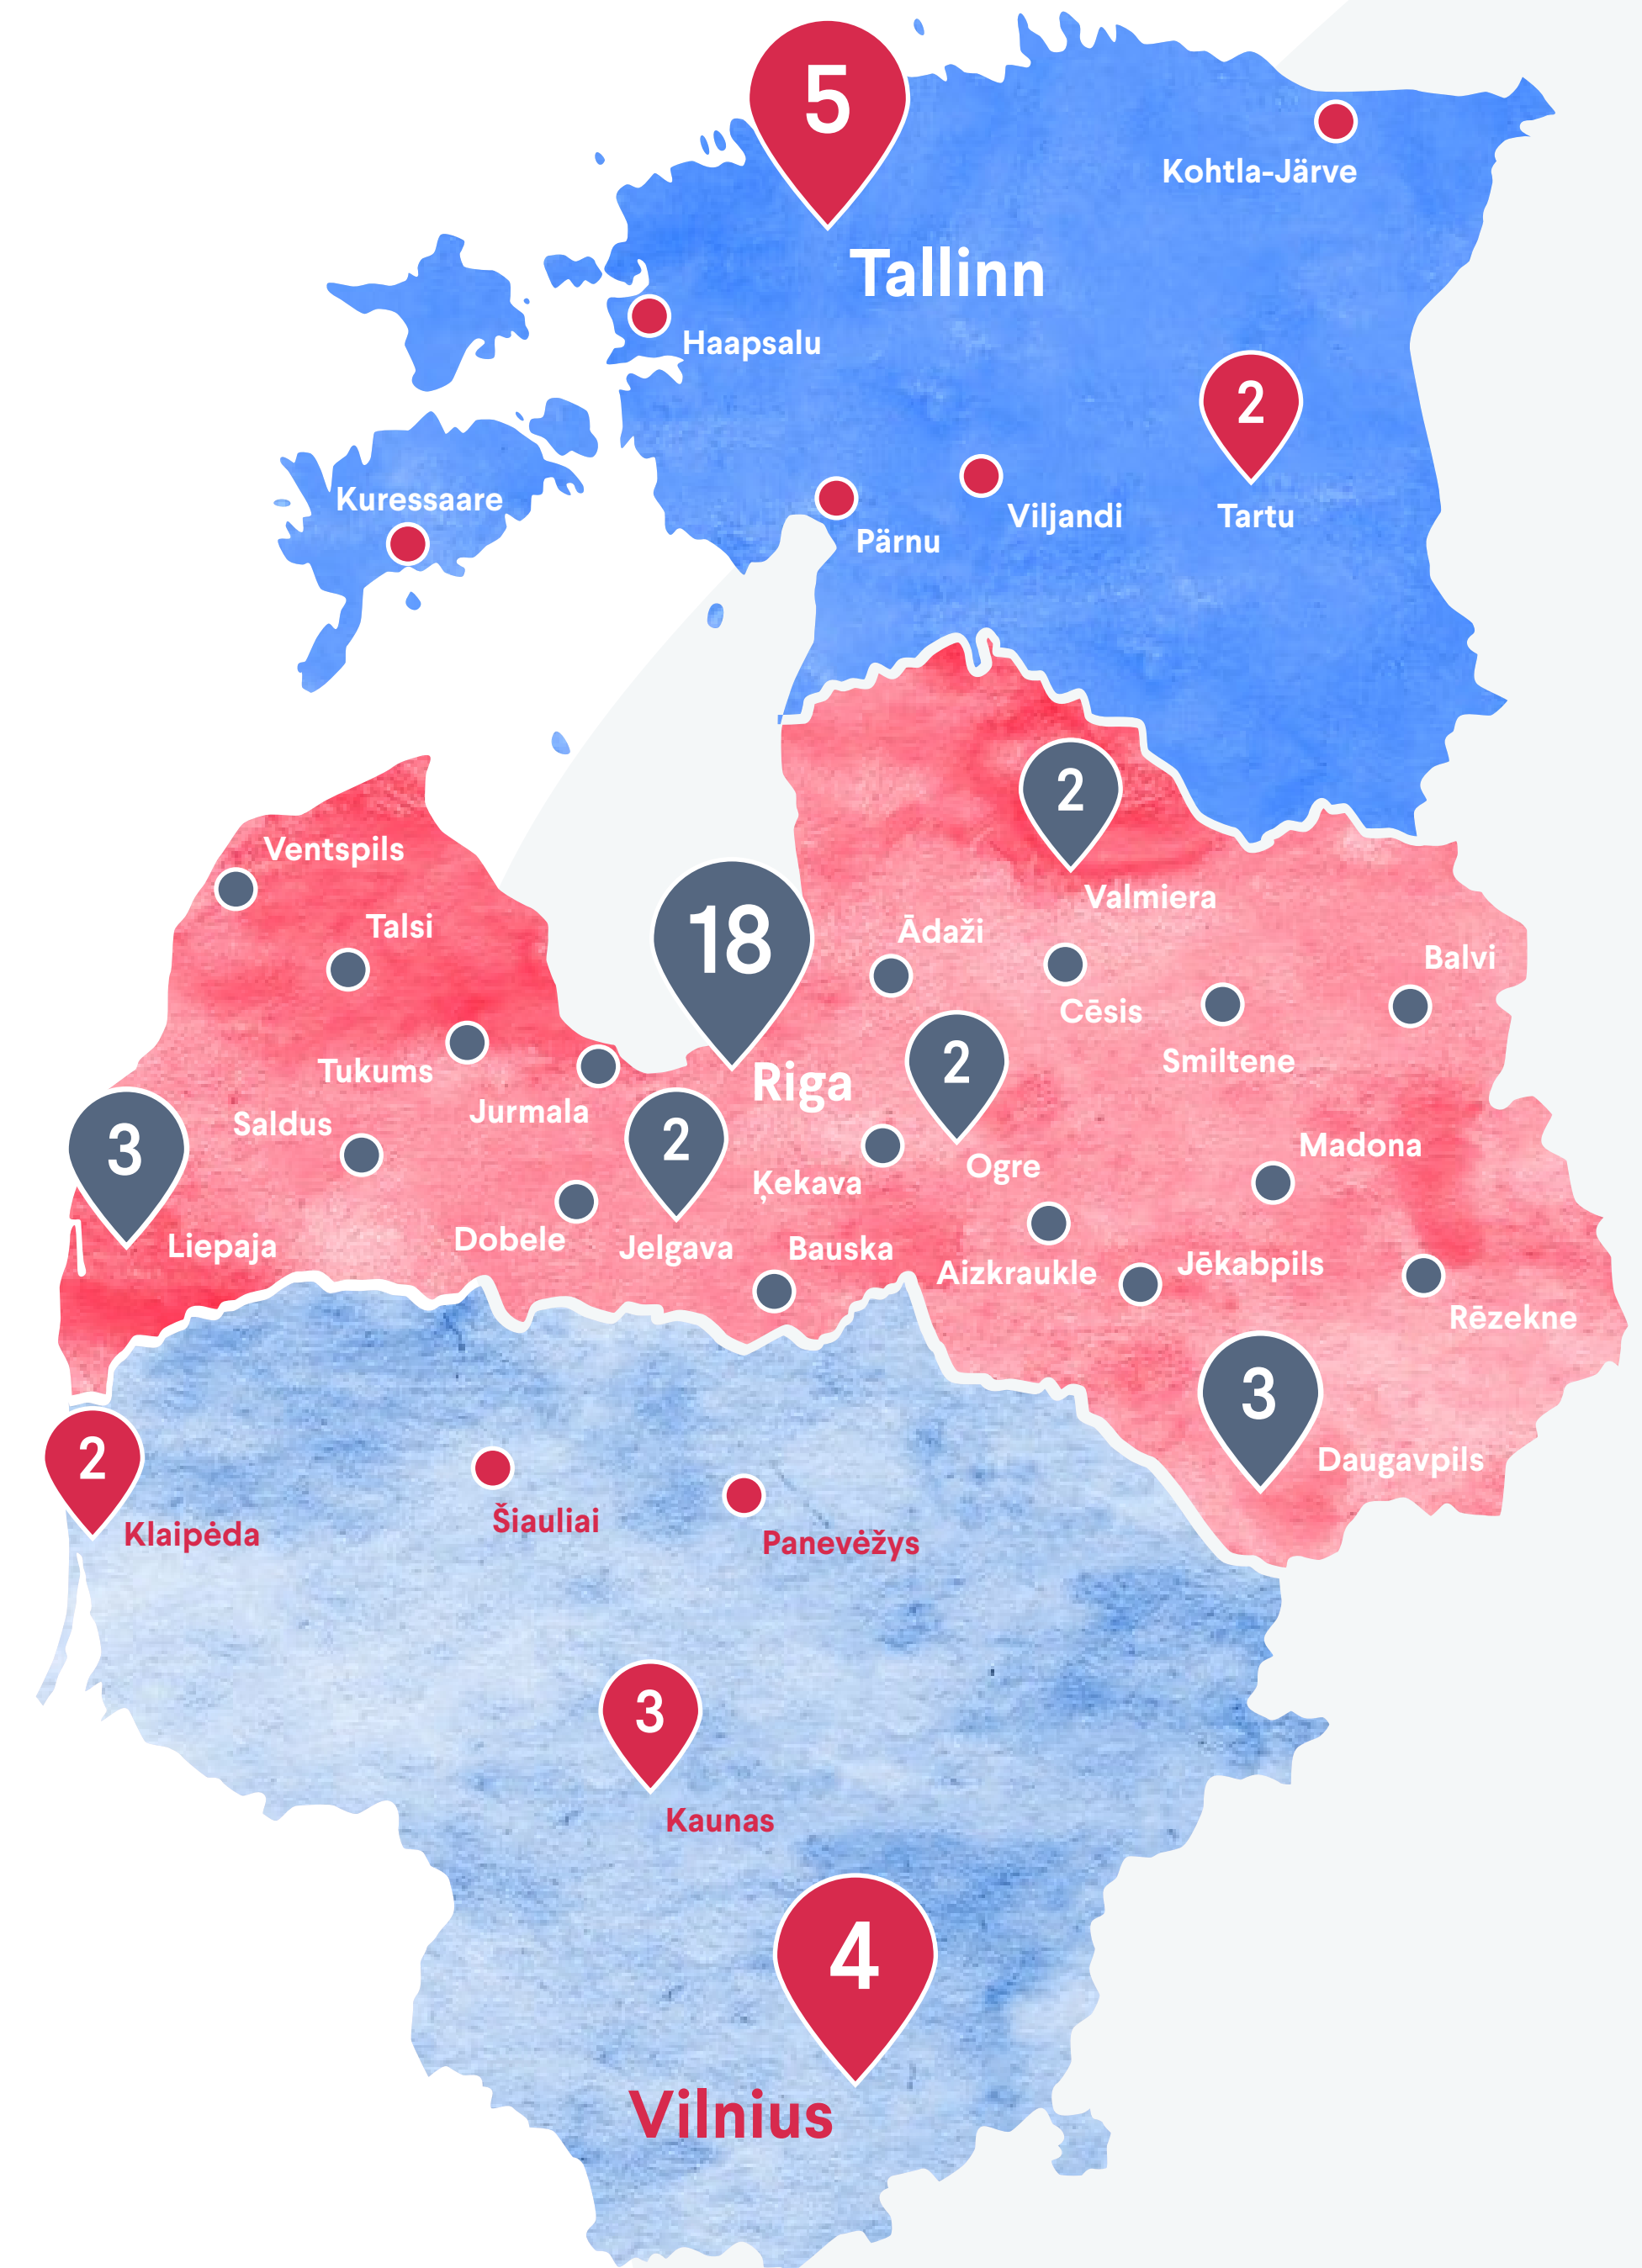 5
Kohtla-Järve
Tallinn
Haapsalu
2
Kuressaare
Viljandi
Tartu
Pärnu
2
Ventspils
Valmiera
18
Talsi
Ādaži
Balvi
Cēsis
Tukums
2
Smiltene
Riga
Jurmala
Saldus
3
2
Madona
Ogre
Ķekava
Liepaja
Dobele
Jelgava
Bauska
Jēkabpils
Aizkraukle
Rēzekne
3
Daugavpils
2
Šiauliai
Klaipėda
Panevėžys
3
Kaunas
4
Vilnius